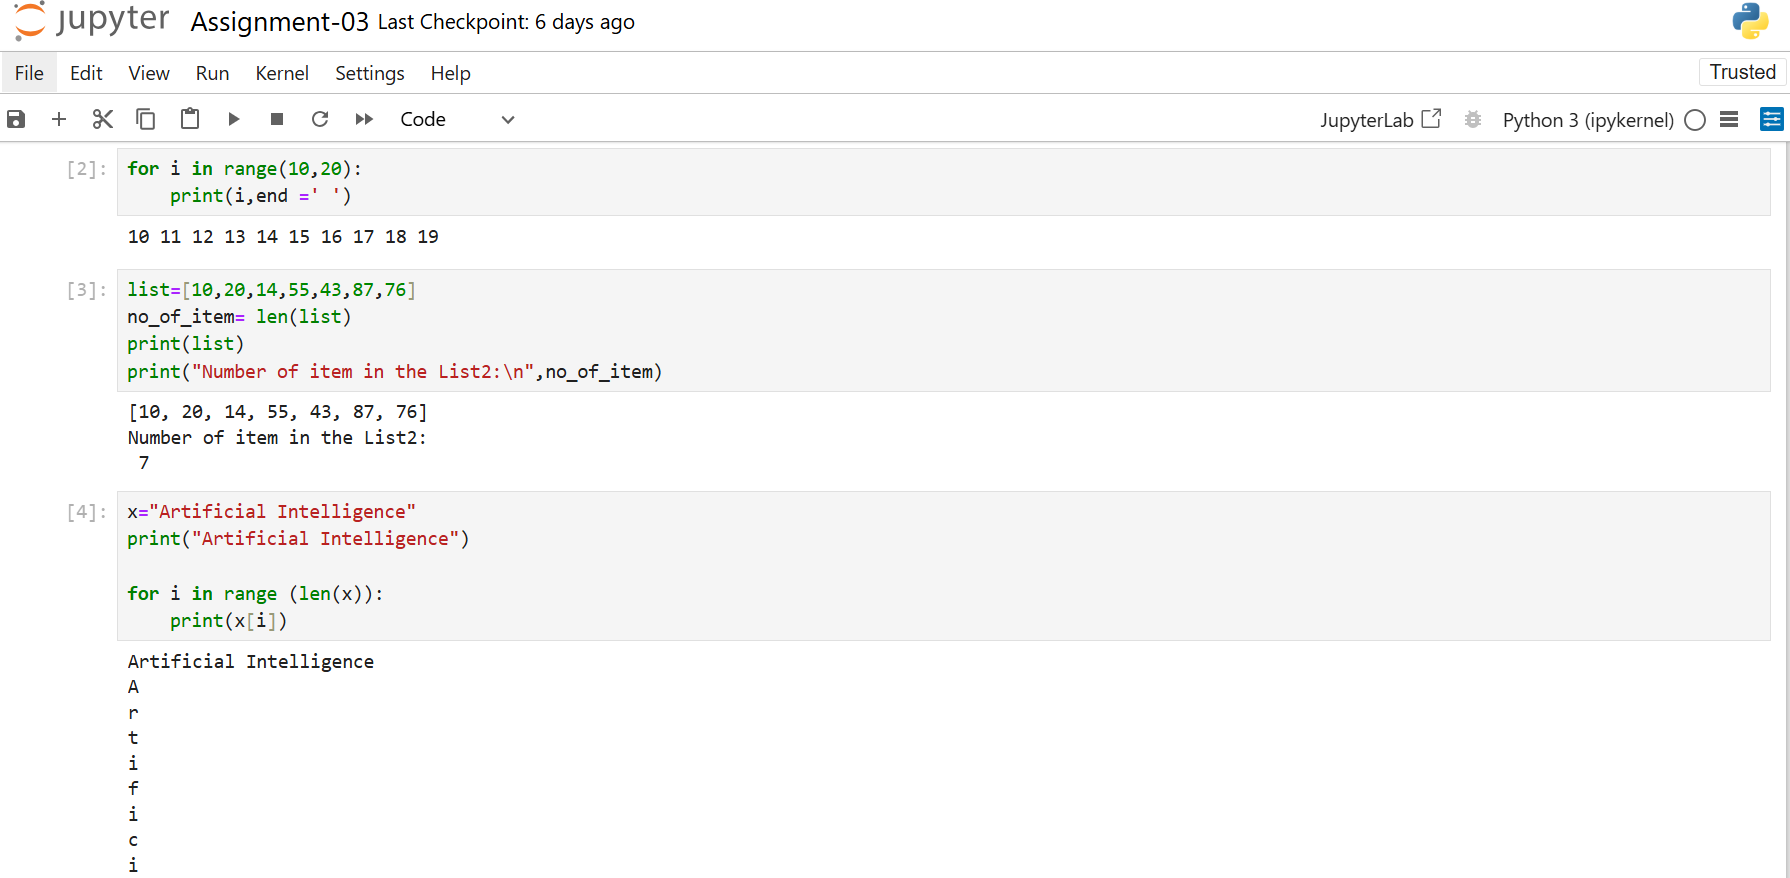 jupyter Assignment-03 Last Checkpoint: 6 days ago
File Edit View Run Kernel Settings Help Trusted
Code JupyterLab Python 3 (ipykernel)
[2]: for i in range(10,20):
    print(i,end =' ')
10 11 12 13 14 15 16 17 18 19
[3]: list=[10,20,14,55,43,87,76]
no_of_item= len(list)
print(list)
print("Number of item in the List2:\n",no_of_item)
[10, 20, 14, 55, 43, 87, 76]
Number of item in the List2:
 7
[4]: x="Artificial Intelligence"
print("Artificial Intelligence")
for i in range (len(x)):
    print(x[i])
Artificial Intelligence
A
r
t
i
f
i
c
i